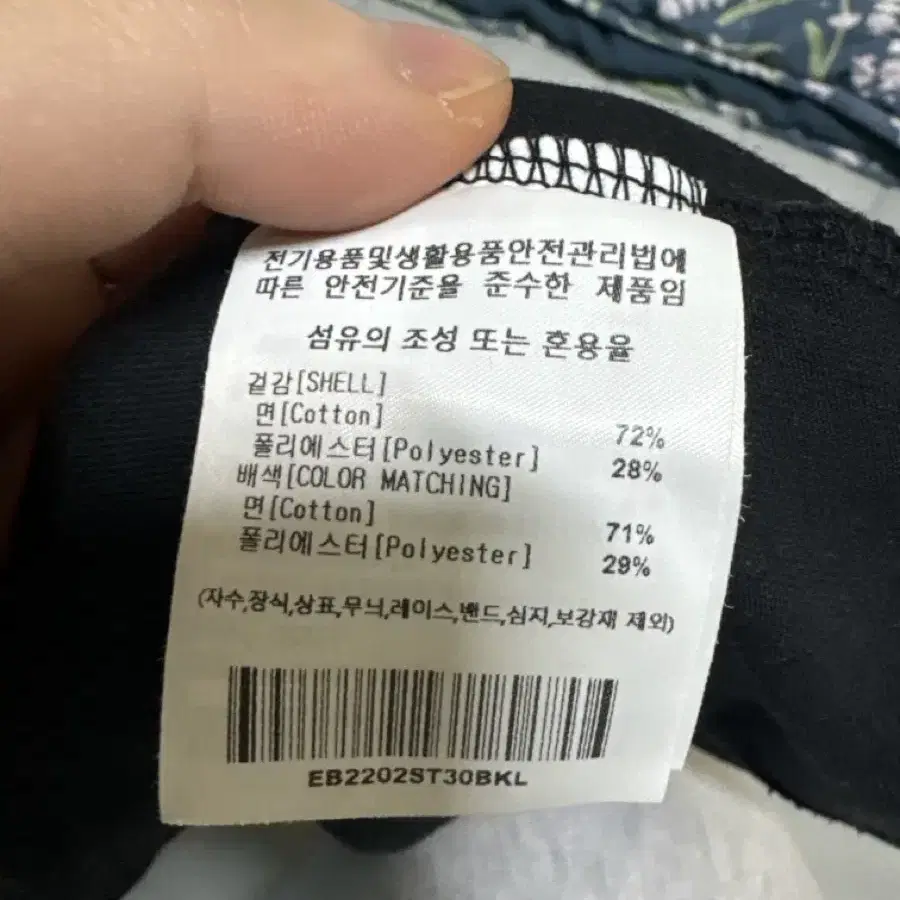 전기용품및생활용품안전관리법에
따른 안전기준을 준수한 제품임
섬유의 조성 또는 혼용율
겉감[SHELL]
면[Cotton] 72%
폴리에스터[Polyester] 28%
배색[COLOR MATCHING]
면[Cotton] 71%
폴리에스터[Polyester] 29%
(자수,장식,상표,무늬,레이스,밴드,심지,보강재 제외)
EB2202ST30BKL